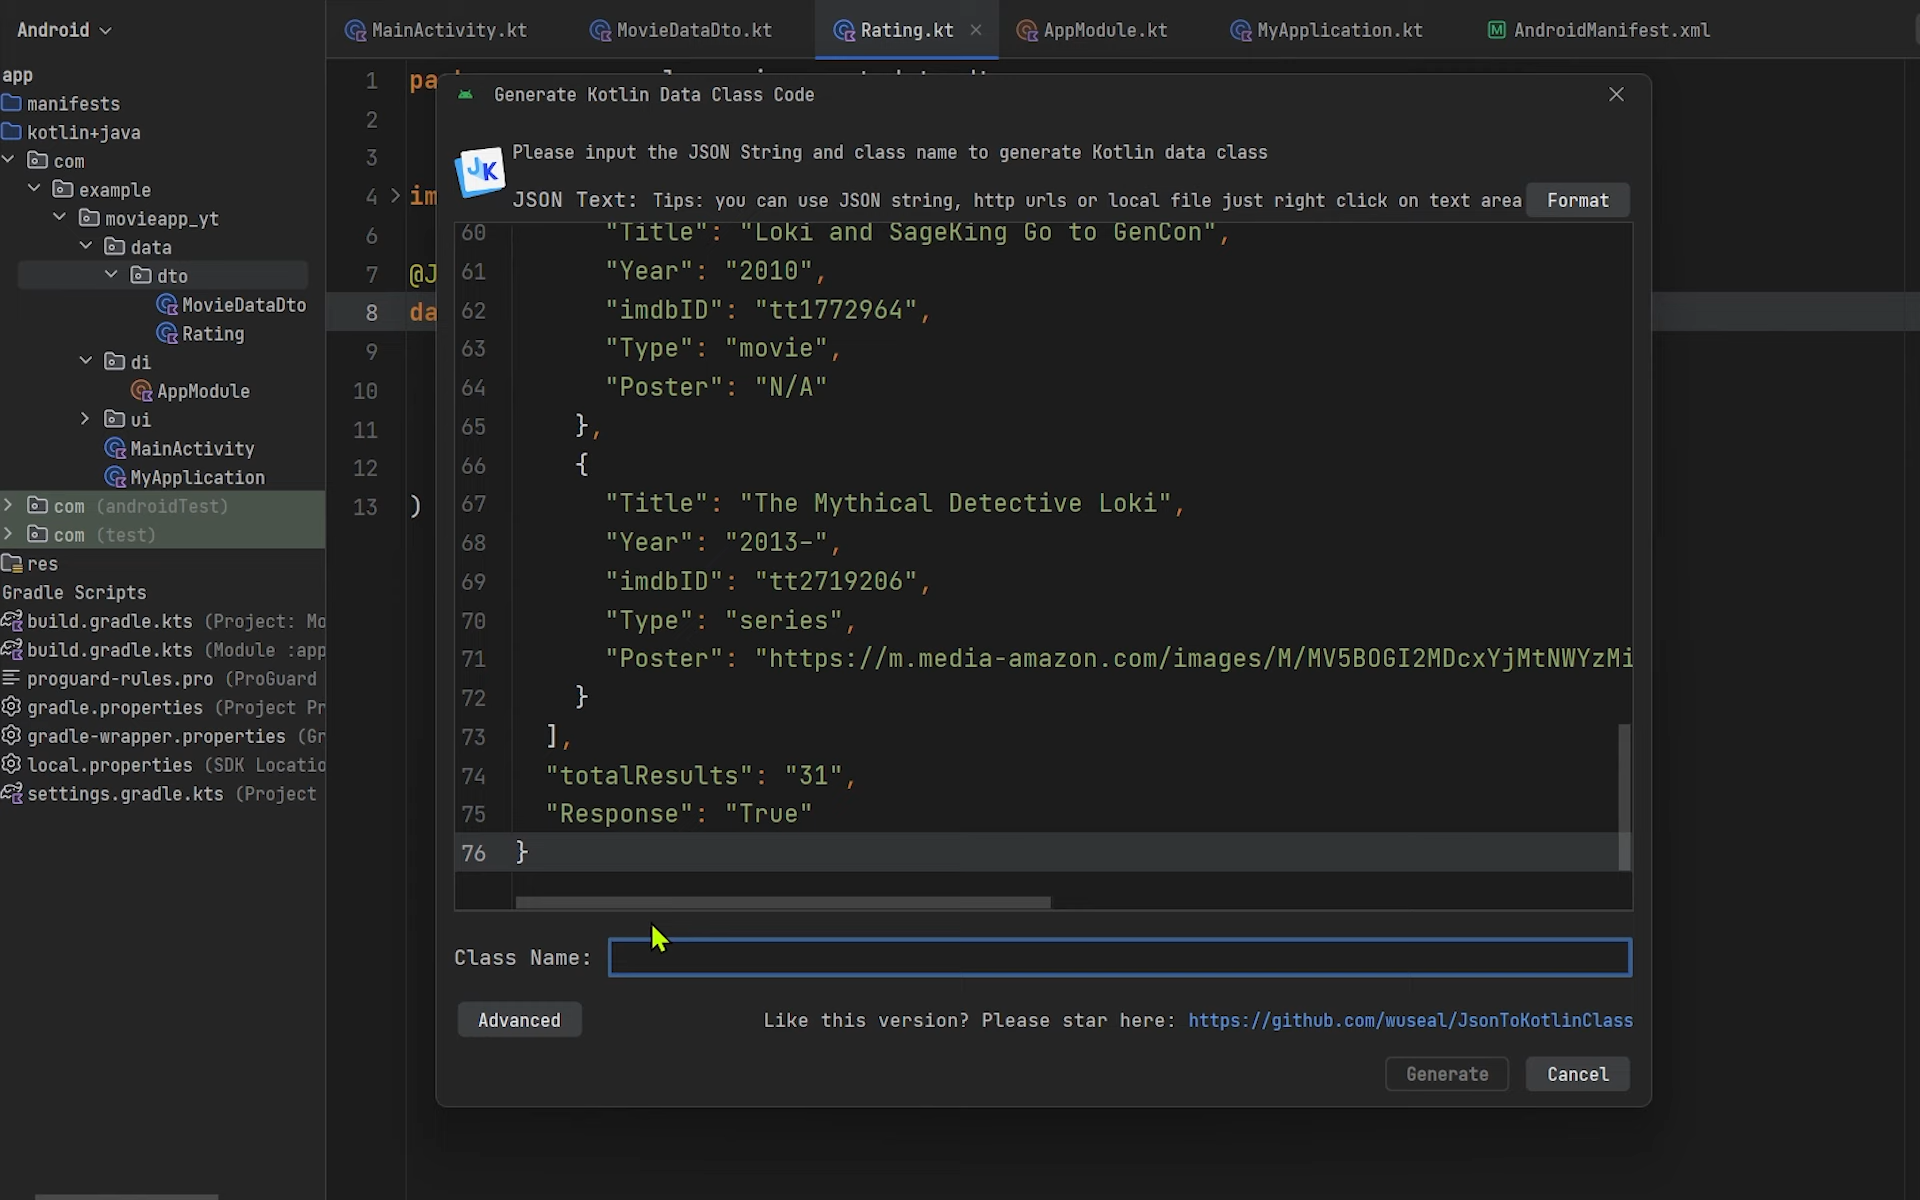 Android
MainActivity.kt
MovieDataDto.kt
Rating.kt
AppModule.kt
MyApplication.kt
AndroidManifest.xml
app
manifests
kotlin+java
com
example
movieapp_yt
data
dto
MovieDataDto
Rating
di
AppModule
ui
MainActivity
MyApplication
com (androidTest)
com (test)
res
Gradle Scripts
build.gradle.kts (Project: Mo
build.gradle.kts (Module :app
proguard-rules.pro (ProGuard
gradle.properties (Project Pr
gradle-wrapper.properties (Gr
local.properties (SDK Locatio
settings.gradle.kts (Project
1 pa
2
3
4 im
6
7 @J
8 da
9
10
11
12
13 )
Generate Kotlin Data Class Code
JK
Please input the JSON String and class name to generate Kotlin data class
JSON Text: Tips: you can use JSON string, http urls or local file just right click on text area
Format
60 "Title": "Loki and SageKing Go to GenCon",
61 "Year": "2010",
62 "imdbID": "tt1772964",
63 "Type": "movie",
64 "Poster": "N/A"
65 },
66 {
67 "Title": "The Mythical Detective Loki",
68 "Year": "2013–",
69 "imdbID": "tt2719206",
70 "Type": "series",
71 "Poster": "https://m.media-amazon.com/images/M/MV5BOGI2MDcxYjMtNWYzMi
72 }
73 ],
74 "totalResults": "31",
75 "Response": "True"
76 }
Class Name:
Advanced
Like this version? Please star here: https://github.com/wuseal/JsonToKotlinClass
Generate
Cancel